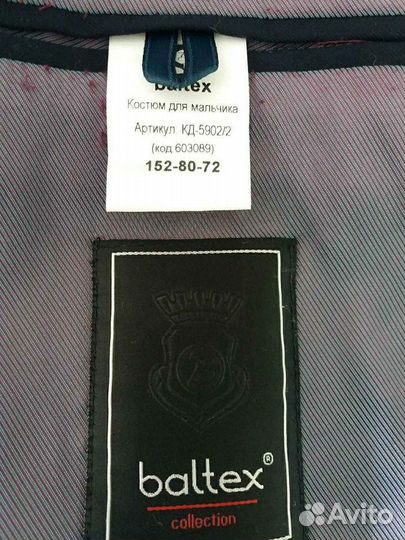 baltex
Костюм для мальчика
Артикул КД-5902/2
(код 603089)
152-80-72
baltex®
collection
Avito